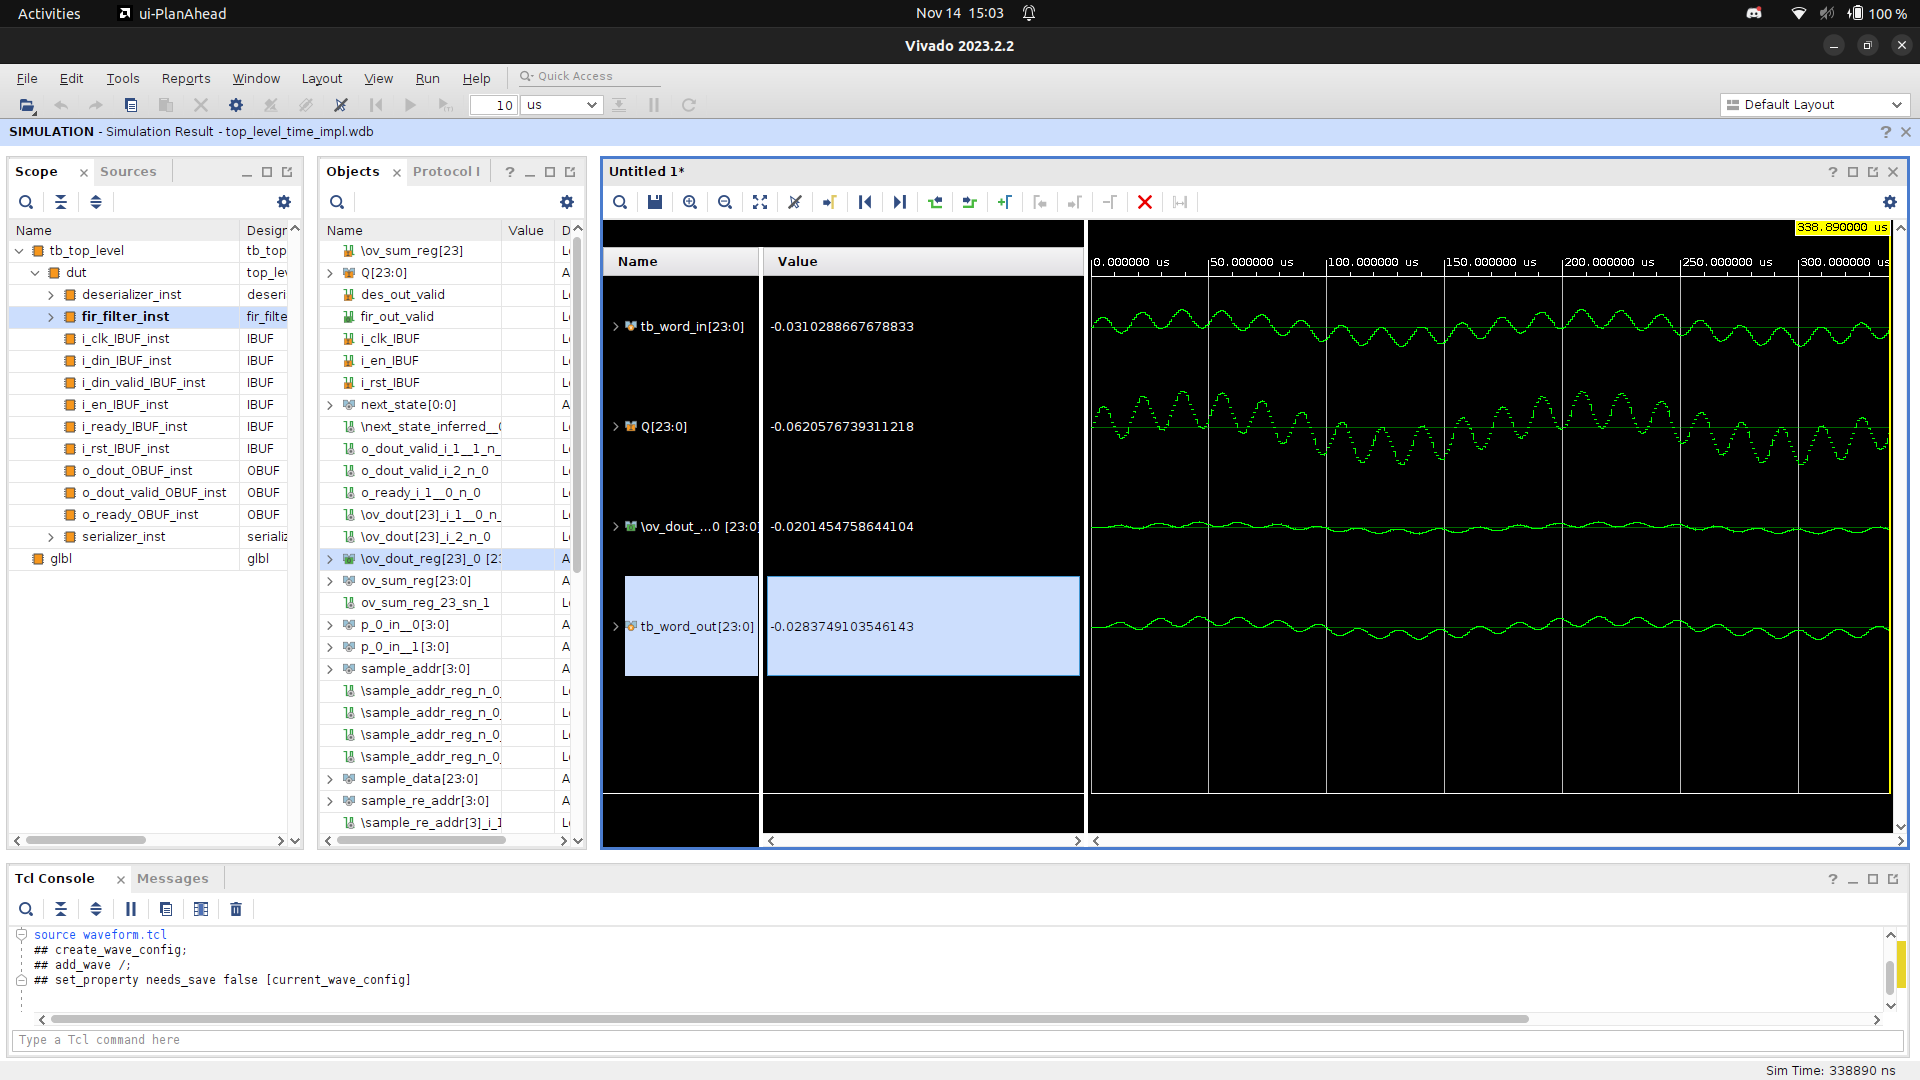 Activities ui-PlanAhead Nov 14 15:03 100 %
Vivado 2023.2.2
File Edit Tools Reports Window Layout View Run Help Quick Access
10 us Default Layout
SIMULATION - Simulation Result - top_level_time_impl.wdb ?
Scope Sources
Name Design
tb_top_level tb_top
dut top_lev
deserializer_inst deseri
fir_filter_inst fir_filte
i_clk_IBUF_inst IBUF
i_din_IBUF_inst IBUF
i_din_valid_IBUF_inst IBUF
i_en_IBUF_inst IBUF
i_ready_IBUF_inst IBUF
i_rst_IBUF_inst IBUF
o_dout_OBUF_inst OBUF
o_dout_valid_OBUF_inst OBUF
o_ready_OBUF_inst OBUF
serializer_inst serializ
glbl glbl
Objects Protocol I ?
Name Value D
\ov_sum_reg[23] L
Q[23:0] A
des_out_valid L
fir_out_valid L
i_clk_IBUF L
i_en_IBUF L
i_rst_IBUF L
next_state[0:0] A
\next_state_inferred__ L
o_dout_valid_i_1__1_n_ L
o_dout_valid_i_2_n_0 L
o_ready_i_1__0_n_0 L
\ov_dout[23]_i_1__0_n_ L
\ov_dout[23]_i_2_n_0 L
\ov_dout_reg[23]_0 [23 A
ov_sum_reg[23:0] A
ov_sum_reg_23_sn_1 L
p_0_in__0[3:0] A
p_0_in__1[3:0] A
sample_addr[3:0] A
\sample_addr_reg_n_0_ L
\sample_addr_reg_n_0_ L
\sample_addr_reg_n_0_ L
\sample_addr_reg_n_0_ L
sample_data[23:0] A
sample_re_addr[3:0] A
\sample_re_addr[3]_i_1 L
Untitled 1* ?
338.890000 us
Name Value 0.000000 us 50.000000 us 100.000000 us 150.000000 us 200.000000 us 250.000000 us 300.000000 us
tb_word_in[23:0] -0.0310288667678833
Q[23:0] -0.0620576739311218
\ov_dout_...0 [23:0] -0.0201454758644104
tb_word_out[23:0] -0.0283749103546143
Tcl Console Messages ?
source waveform.tcl
## create_wave_config;
## add_wave /;
## set_property needs_save false [current_wave_config]
Type a Tcl command here
Sim Time: 338890 ns